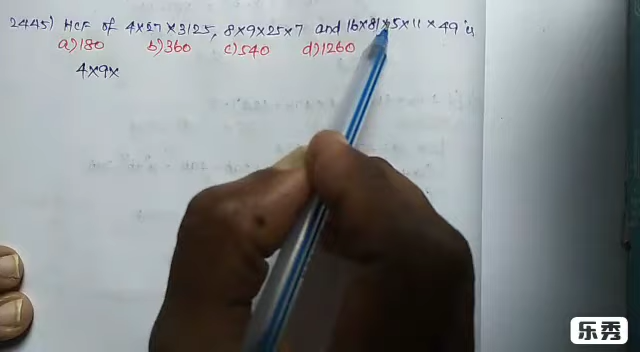 2445) HCF of 4×27×3125, 8×9×25×7 and 16×81×5×11×49 is
a)180 b)360 c)540 d)1260
4×9×
乐秀